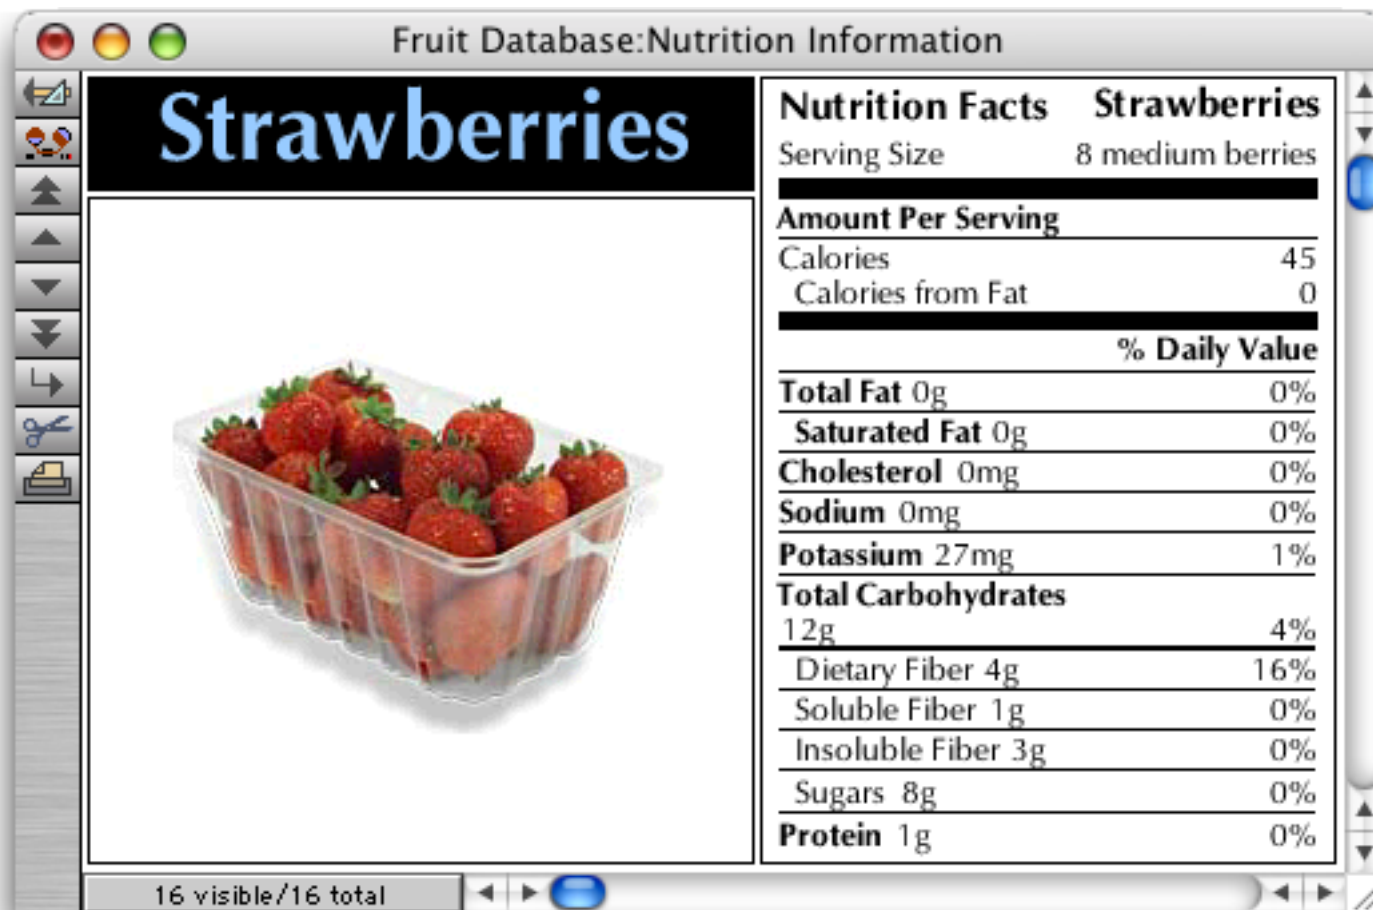 Fruit Database:Nutrition Information
Strawberries
Nutrition Facts Strawberries
Serving Size 8 medium berries
Amount Per Serving
Calories 45
Calories from Fat 0
% Daily Value
Total Fat 0g 0%
Saturated Fat 0g 0%
Cholesterol 0mg 0%
Sodium 0mg 0%
Potassium 27mg 1%
Total Carbohydrates
12g 4%
Dietary Fiber 4g 16%
Soluble Fiber 1g 0%
Insoluble Fiber 3g 0%
Sugars 8g 0%
Protein 1g 0%
16 visible/16 total